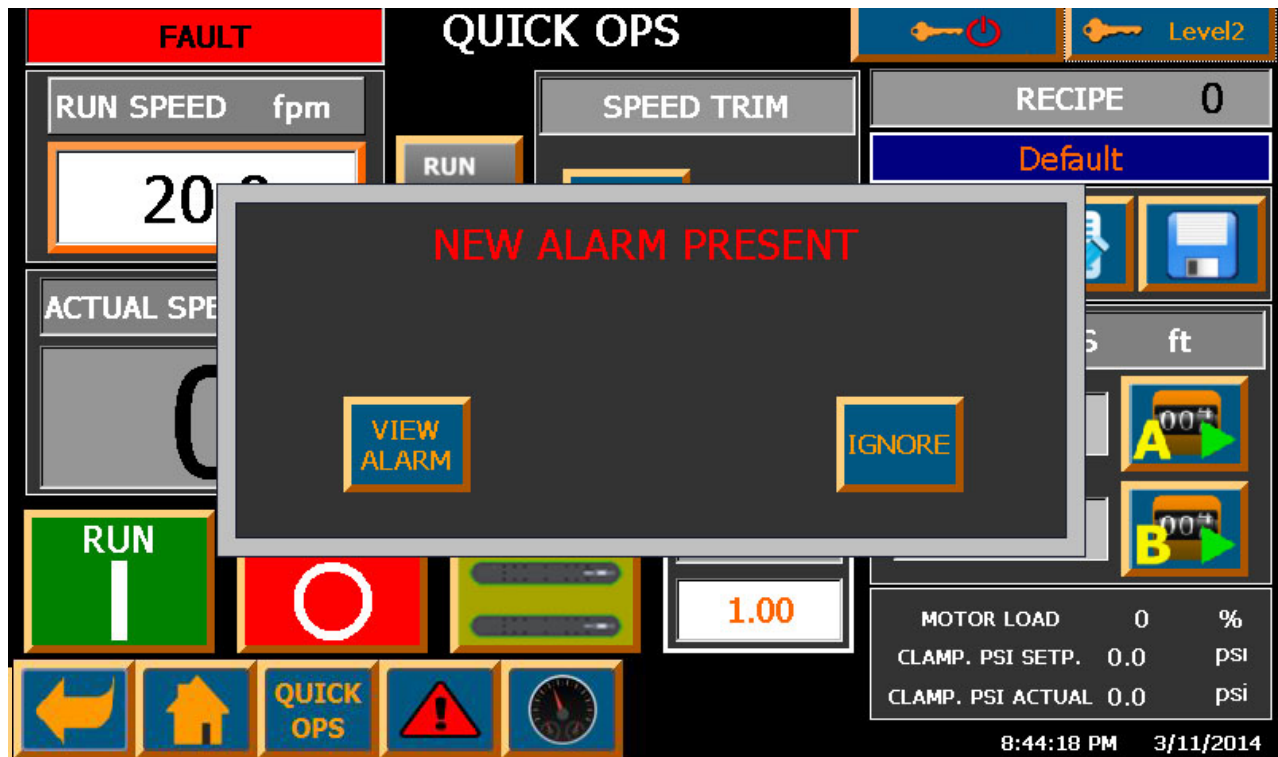 FAULT
QUICK OPS
Level2
RUN SPEED fpm
SPEED TRIM
RECIPE 0
RUN
Default
20
NEW ALARM PRESENT
ACTUAL SPE
ft
VIEW
ALARM
IGNORE
A
B
RUN
1.00
MOTOR LOAD 0 %
CLAMP. PSI SETP. 0.0 psi
CLAMP. PSI ACTUAL 0.0 psi
QUICK
OPS
8:44:18 PM 3/11/2014